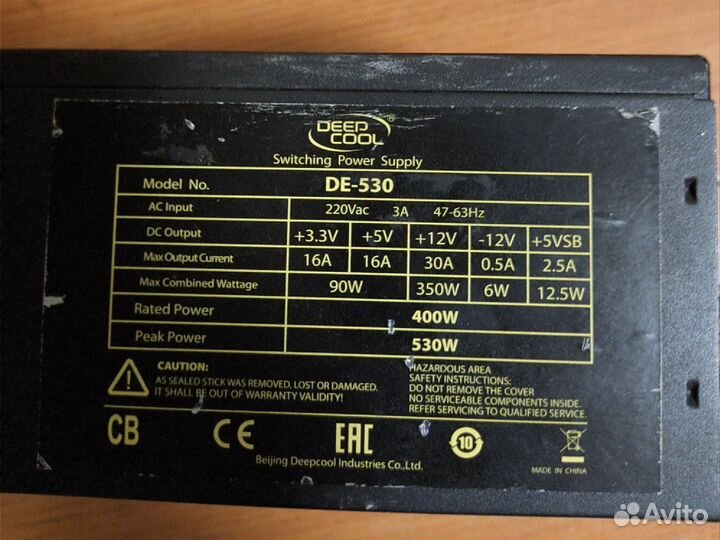 DEEP
COOL®
Switching Power Supply
Model No. DE-530
AC Input 220Vac 3A 47-63Hz
DC Output +3.3V +5V +12V -12V +5VSB
Max Output Current 16A 16A 30A 0.5A 2.5A
Max Combined Wattage 90W 350W 6W 12.5W
Rated Power 400W
Peak Power 530W
CAUTION:
AS SEALED STICK WAS REMOVED, LOST OR DAMAGED.
IT SHALL BE OUT OF WARRANTY VALIDITY!
HAZARDOUS AREA
SAFETY INSTRUCTIONS:
DO NOT REMOVE THE COVER
NO SERVICEABLE COMPONENTS INSIDE.
REFER SERVICING TO QUALIFIED SERVICE.
CB CE EAC 10
Beijing Deepcool Industries Co.,Ltd.
MADE IN CHINA
Avito